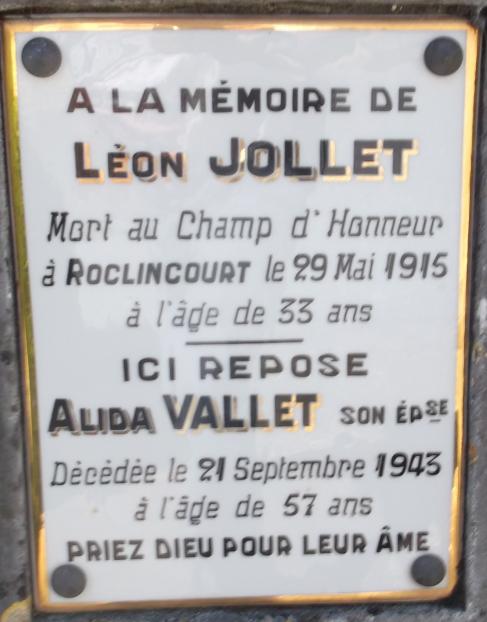 A LA MÉMOIRE DE
LÉON JOLLET
Mort au Champ d'Honneur
à ROCLINCOURT le 29 Mai 1915
à l'âge de 33 ans
ICI REPOSE
ALIDA VALLET SON ÉPSE
Décédée le 21 Septembre 1943
à l'âge de 57 ans
PRIEZ DIEU POUR LEUR ÂME